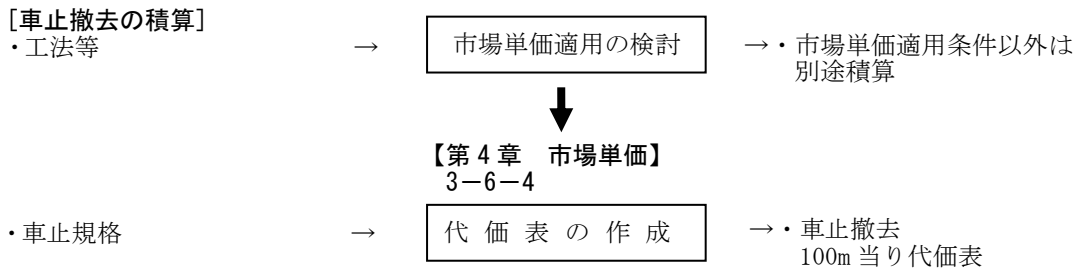 [車止撤去の積算]
・工法等 → 市場単価適用の検討 →・市場単価適用条件以外は
別途積算
【第4章 市場単価】
3－6－4
・車止規格 → 代価表の作成 →・車止撤去
100m当り代価表